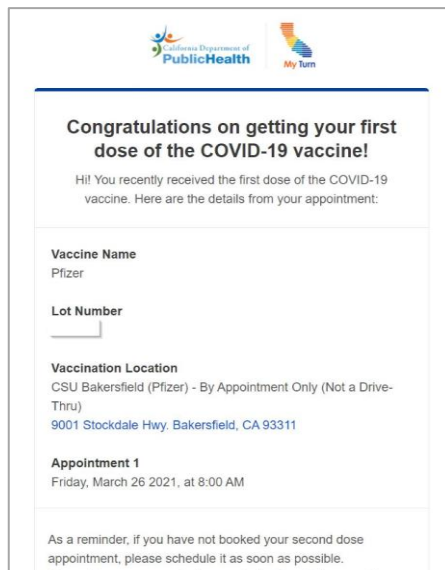 California Department of
PublicHealth
My Turn
Congratulations on getting your first
dose of the COVID-19 vaccine!
Hi! You recently received the first dose of the COVID-19
vaccine. Here are the details from your appointment:
Vaccine Name
Pfizer
Lot Number
Vaccination Location
CSU Bakersfield (Pfizer) - By Appointment Only (Not a Drive-
Thru)
9001 Stockdale Hwy. Bakersfield, CA 93311
Appointment 1
Friday, March 26 2021, at 8:00 AM
As a reminder, if you have not booked your second dose
appointment, please schedule it as soon as possible.